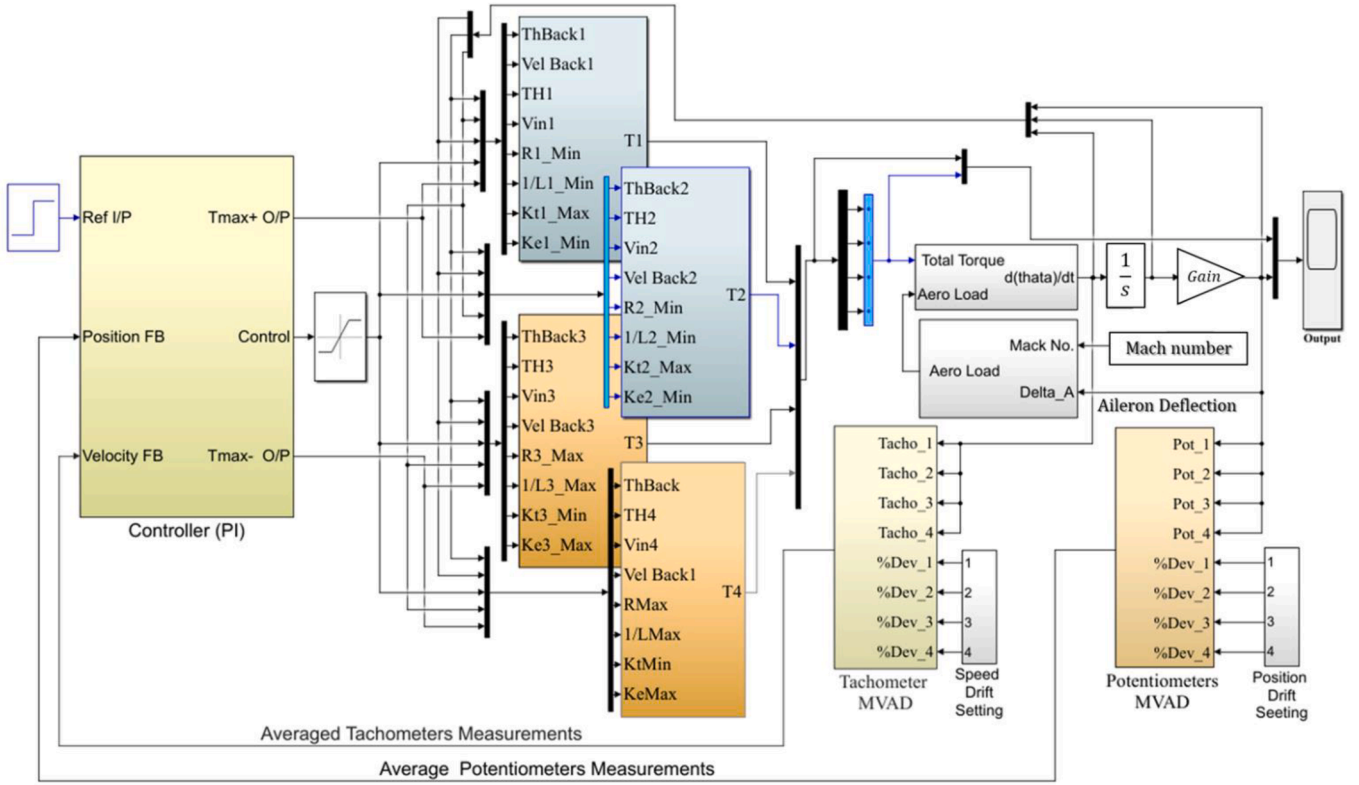 Ref I/P
Position FB
Velocity FB
Tmax+ O/P
Control
Tmax- O/P
Controller (PI)
ThBack1
Vel Back1
TH1
Vin1
R1_Min
1/L1_Min
Kt1_Max
Ke1_Min
T1
ThBack2
TH2
Vin2
Vel Back2
R2_Min
1/L2_Min
Kt2_Max
Ke2_Min
T2
ThBack3
TH3
Vin3
Vel Back3
R3_Max
1/L3_Max
Kt3_Min
Ke3_Max
T3
ThBack
TH4
Vin4
Vel Back1
RMax
1/LMax
KtMin
KeMax
T4
Total Torque
d(thata)/dt
Aero Load
1
s
Gain
Output
Mack No.
Aero Load
Delta_A
Mach number
Aileron Deflection
Tacho_1
Tacho_2
Tacho_3
Tacho_4
%Dev_1
%Dev_2
%Dev_3
%Dev_4
1
2
3
4
Tachometer
MVAD
Speed
Drift
Setting
Pot_1
Pot_2
Pot_3
Pot_4
%Dev_1
%Dev_2
%Dev_3
%Dev_4
1
2
3
4
Potentiometers
MVAD
Position
Drift
Seeting
Averaged Tachometers Measurements
Average Potentiometers Measurements